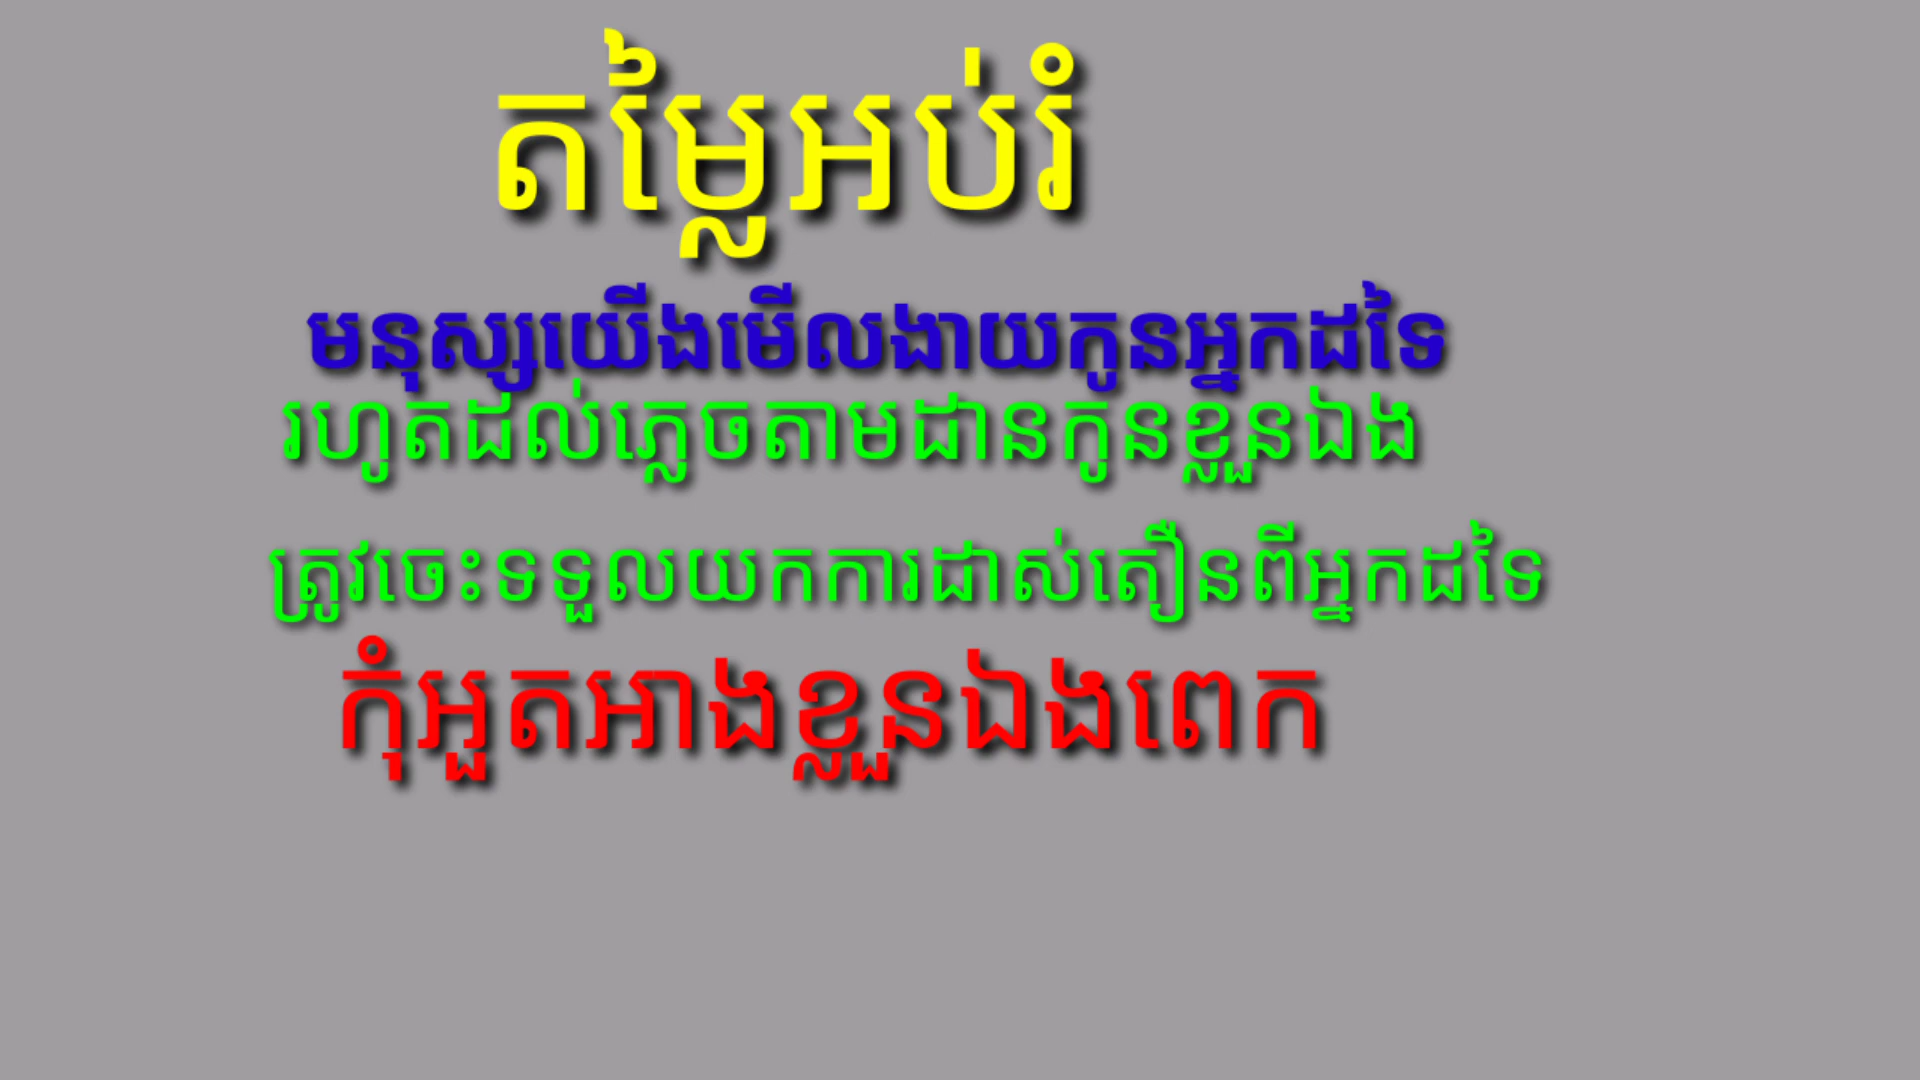 តម្លៃអប់រំ
មនុស្សយើងមើលងាយកូនអ្នកដទៃ
រហូតដល់ភ្លេចតាមដានកូនខ្លួនឯង
ត្រូវចេះទទួលយកការដាស់តឿនពីអ្នកដទៃ
កុំអួតអាងខ្លួនឯងពេក